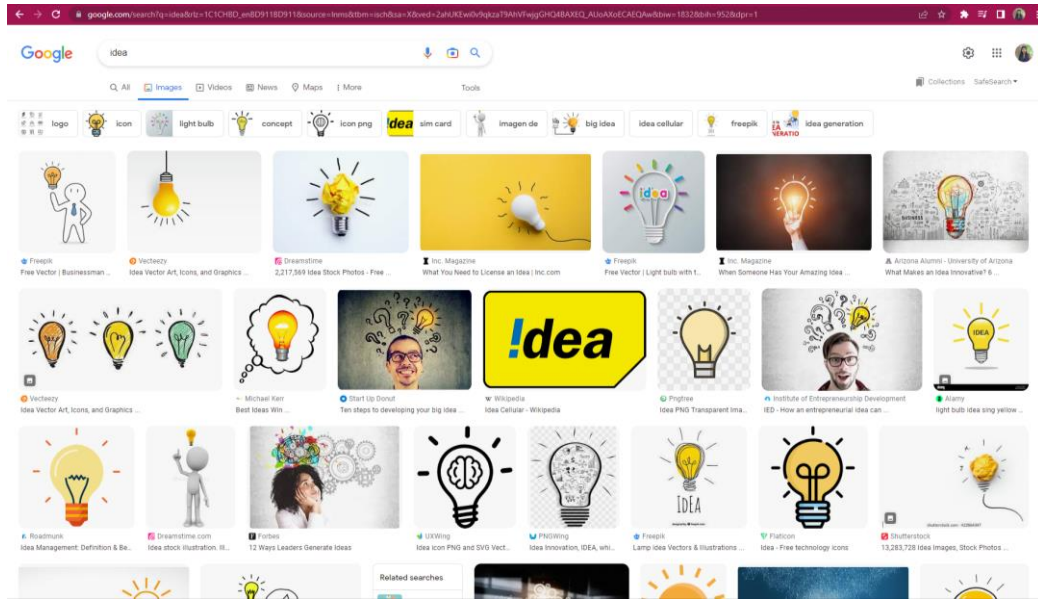 google.com/search?q=idea&rlz=1C1CHBD_en8D9118D911&source=lnms&tbm=isch&sa=X&ved=2ahUKEwi0v9qkzaT9AhVFwjgGHQ4BAXEQ_AUoAXoECAEQAw&biw=1832&bih=952&dpr=1
Google
idea
All Images Videos News Maps More Tools
Collections SafeSearch
logo icon light bulb concept icon png dea sim card imagen de big idea idea cellular freepik idea generation
idea
BUSINESS
Freepik Vecteezy Dreamstime Inc. Magazine Freepik Inc. Magazine Arizona Alumni - University of Arizona
Free Vector | Businessman ... Idea Vector Art, Icons, and Graphics ... 2,217,569 Idea Stock Photos - Free ... What You Need to License an Idea | Inc.com Free Vector | Light bulb with t... When Someone Has Your Amazing Idea ... What Makes an Idea Innovative? 6 ...
!dea
IDEA
Vecteezy Michael Kerr Start Up Donut Wikipedia Pngtree Institute of Entrepreneurship Development Alamy
Idea Vector Art, Icons, and Graphics ... Best Ideas Win ... Ten steps to developing your big idea ... Idea Cellular - Wikipedia Idea PNG Transparent Ima... IED - How an entrepreneurial idea can ... light bulb idea sing yellow ...
IDEA
Roadmunk Dreamstime.com Forbes UXWing PNGWing Freepik Flaticon Shutterstock
Idea Management: Definition & Be... Idea stock illustration. Ill... 12 Ways Leaders Generate Ideas Idea icon PNG and SVG Vect... Idea Innovation, IDEA, whi... Lamp idea Vectors & Illustrations ... Idea - Free technology icons 13,283,728 Idea Images, Stock Photos ...
Related searches